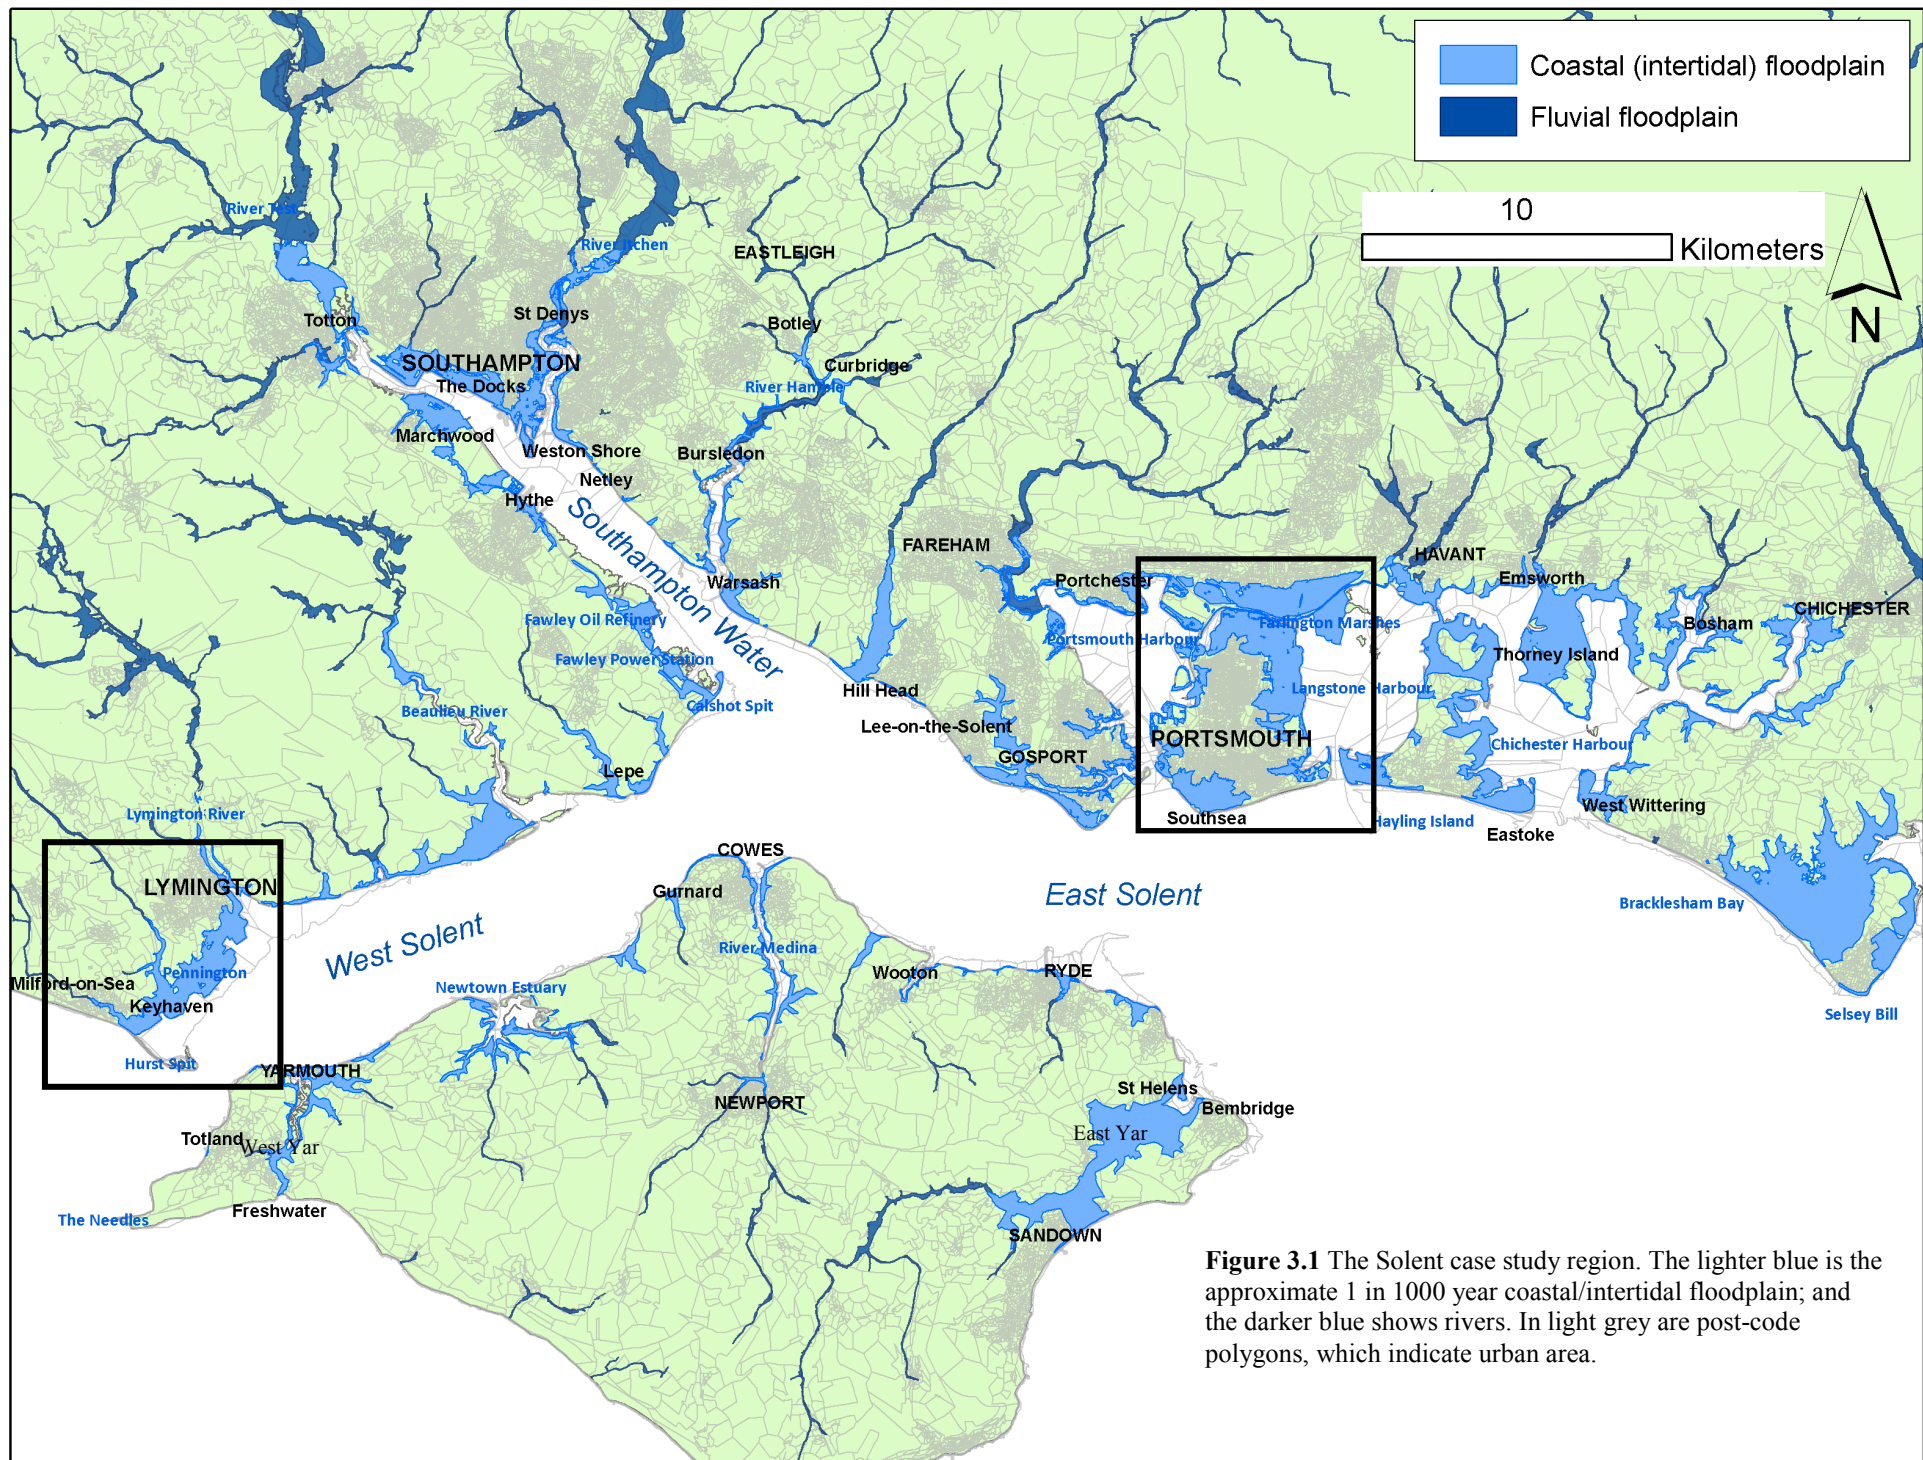 Coastal (intertidal) floodplain
Fluvial floodplain
10
Kilometers
N
River Test
River Itchen
EASTLEIGH
St Denys
Totton
Botley
SOUTHAMPTON
The Docks
Curbridge
River Hamble
Marchwood
Weston Shore
Bursledon
Netley
Hythe
Southampton Water
FAREHAM
HAVANT
Portchester
Emsworth
Warsash
CHICHESTER
Fawley Oil Refinery
Farlington Marshes
Bosham
Portsmouth Harbour
Fawley Power Station
Thorney Island
Hill Head
Langstone Harbour
Calshot Spit
Beaulieu River
Lee-on-the-Solent
PORTSMOUTH
Chichester Harbour
GOSPORT
Lepe
West Wittering
Lymington River
Southsea
Hayling Island
Eastoke
COWES
LYMINGTON
Gurnard
East Solent
Bracklesham Bay
West Solent
River Medina
Pennington
Wooton
RYDE
Milford-on-Sea
Newtown Estuary
Keyhaven
Selsey Bill
Hurst Spit
YARMOUTH
St Helens
NEWPORT
Bembridge
East Yar
Totland
West Yar
Freshwater
The Needles
SANDOWN
Figure 3.1 The Solent case study region. The lighter blue is the
approximate 1 in 1000 year coastal/intertidal floodplain; and
the darker blue shows rivers. In light grey are post-code
polygons, which indicate urban area.